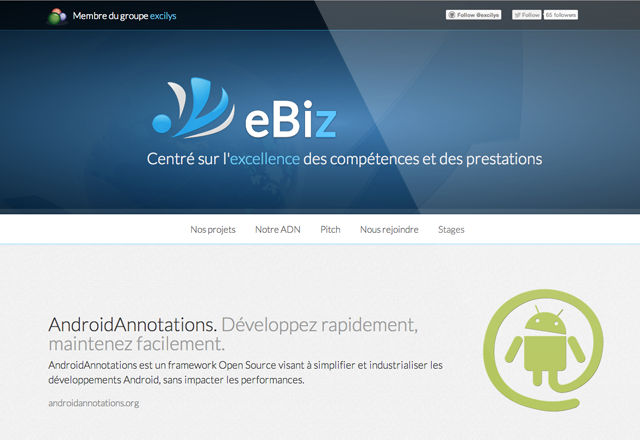 Membre du groupe excilys
Follow @excilys
Follow
65 followers
eBiz
Centré sur l'excellence des compétences et des prestations
Nos projets
Notre ADN
Pitch
Nous rejoindre
Stages
AndroidAnnotations. Développez rapidement,
maintenez facilement.
AndroidAnnotations est un framework Open Source visant à simplifier et industrialiser les
développements Android, sans impacter les performances.
androidannotations.org